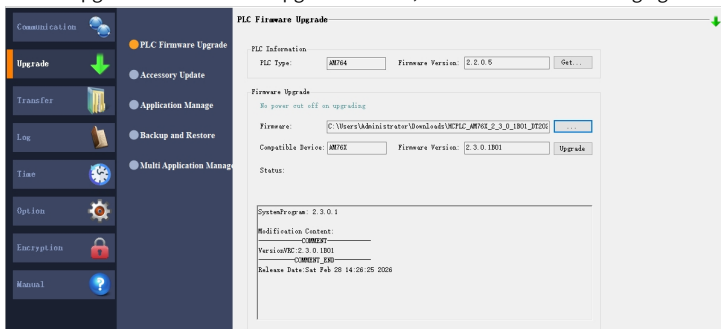 PLC Firmware Upgrade
Communication
Upgrade
Transfer
Log
Time
Option
Encryption
Manual
PLC Firmware Upgrade
Accessory Update
Application Manage
Backup and Restore
Multi Application Manage
PLC Information
PLC Type: AM764 Firmware Version: 2.2.0.5 Get...
Firmware Upgrade
No power cut off on upgrading
Firmware: C:\Users\Administrator\Downloads\MCPLC_AM76X_2_3_0_1B01_DT202 ...
Compatible Device: AM76X Firmware Version: 2.3.0.1B01 Upgrade
Status:
SystemProgram: 2.3.0.1
Modification Content:
————COMMENT————
VersionVRC:2.3.0.1B01
————COMMENT_END————
Release Date:Sat Feb 28 14:26:25 2026